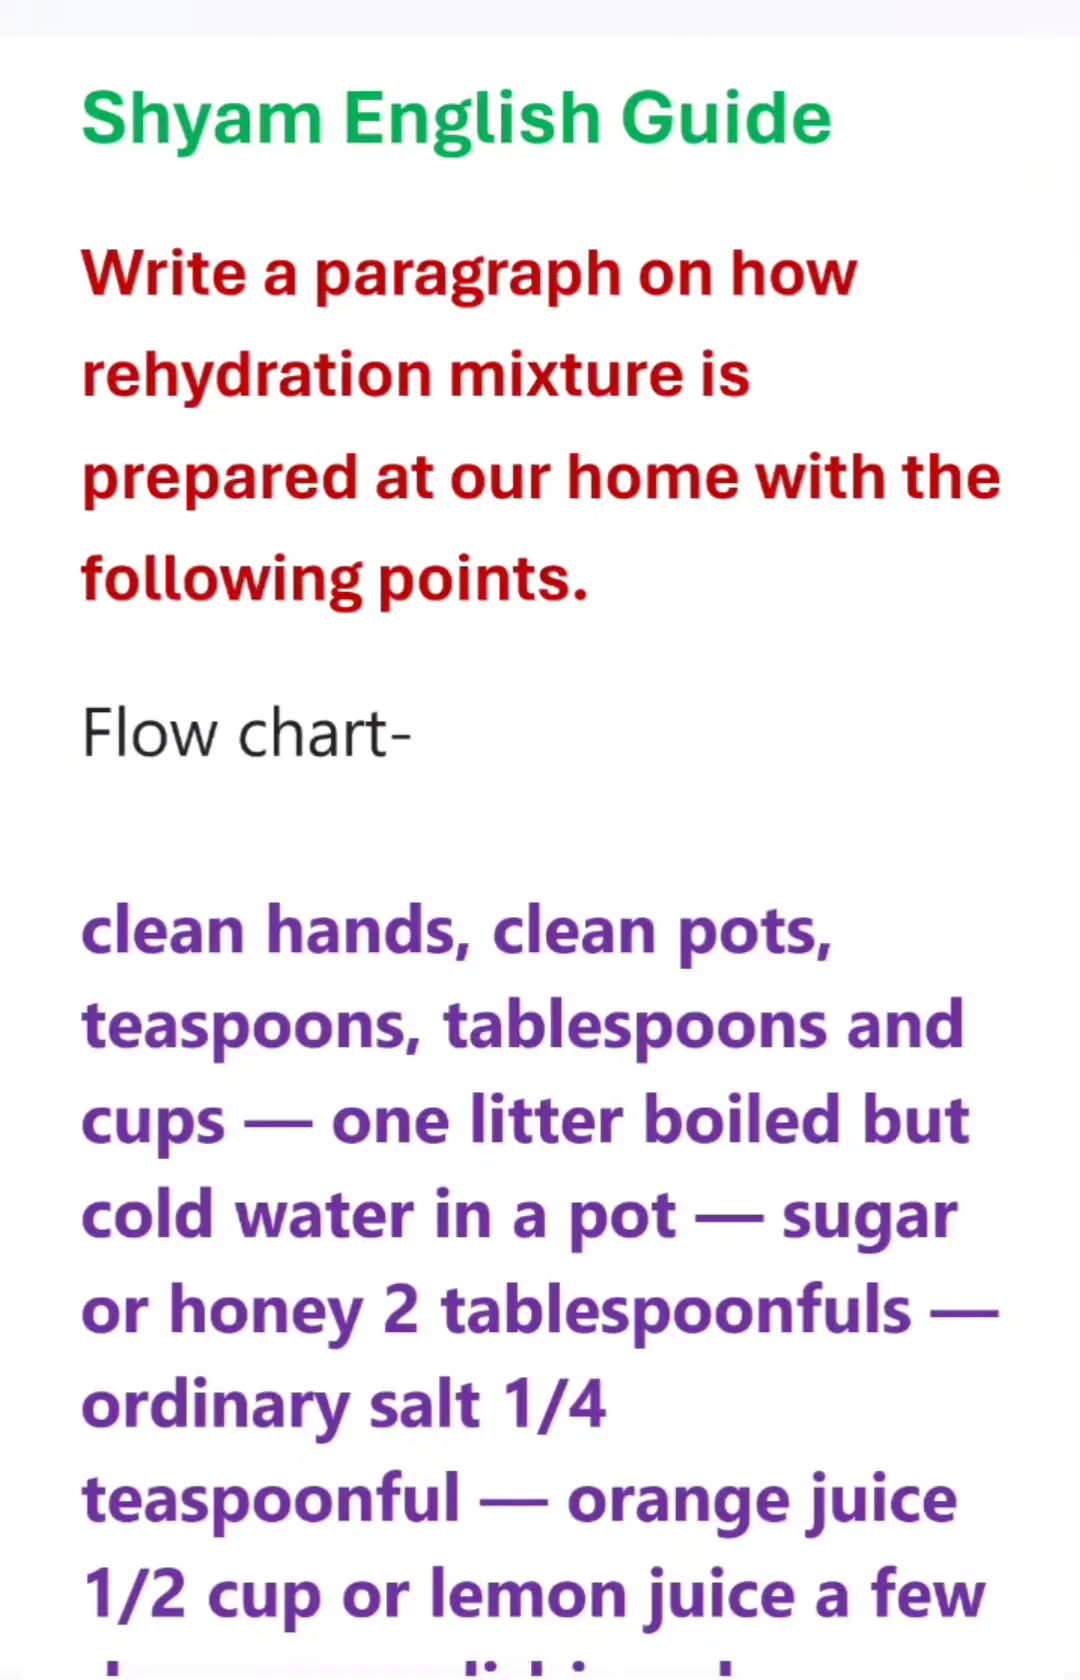 Shyam English Guide
Write a paragraph on how
rehydration mixture is
prepared at our home with the
following points.
Flow chart-
clean hands, clean pots,
teaspoons, tablespoons and
cups — one litter boiled but
cold water in a pot — sugar
or honey 2 tablespoonfuls —
ordinary salt 1/4
teaspoonful — orange juice
1/2 cup or lemon juice a few